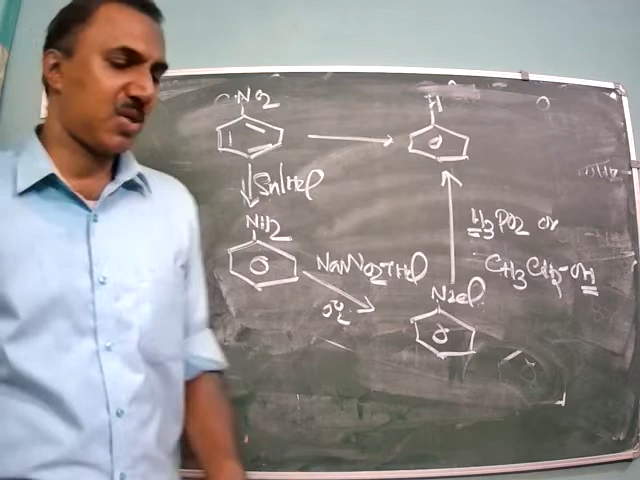 NO2
H
Sn/HCl
NH2
H3PO2 or
NaNO2+HCl
CH3CH2-OH
N2Cl
0°C